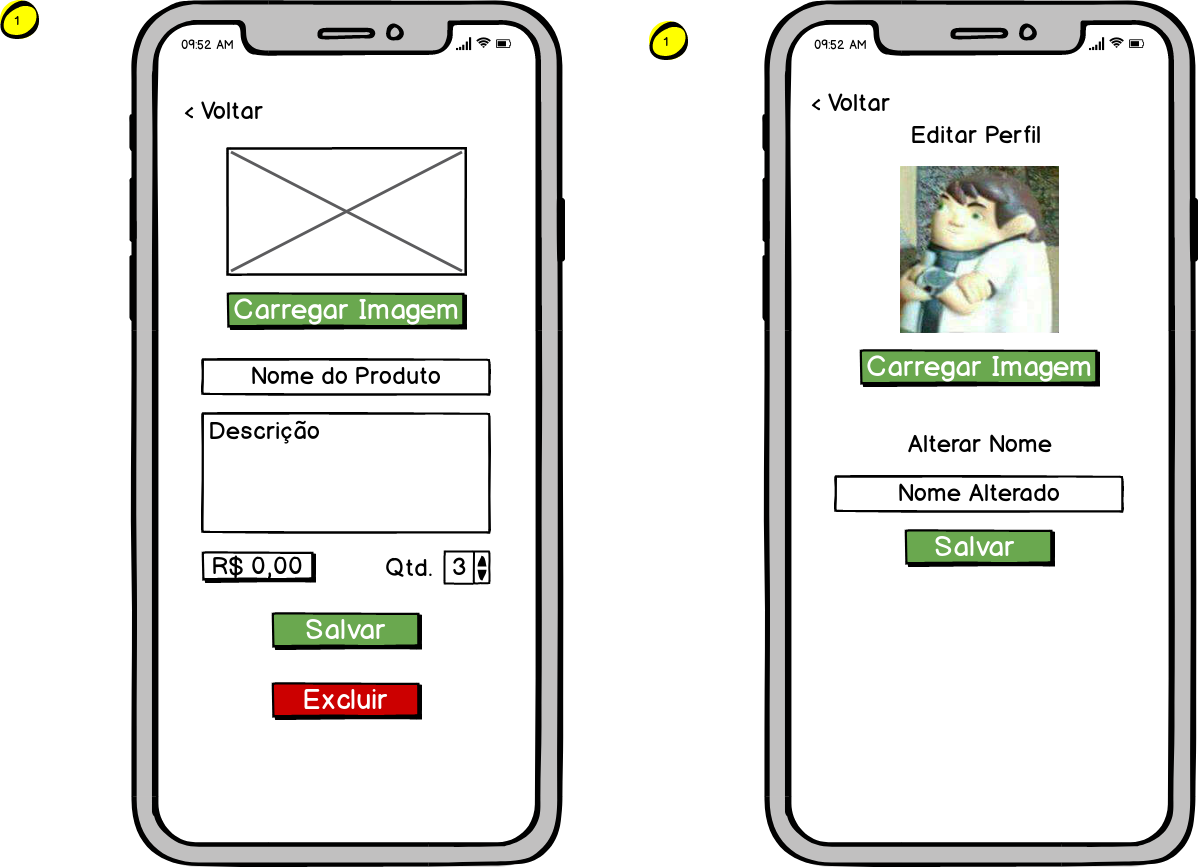 1
09:52 AM
< Voltar
Carregar Imagem
Nome do Produto
Descrição
R$ 0,00
Qtd. 3
Salvar
Excluir
1
09:52 AM
< Voltar
Editar Perfil
Carregar Imagem
Alterar Nome
Nome Alterado
Salvar